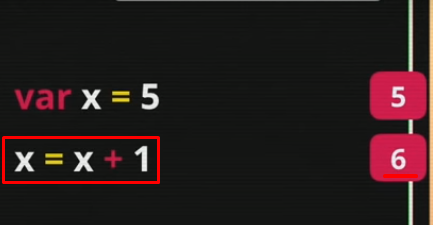 var x = 5 5
x = x + 1 6